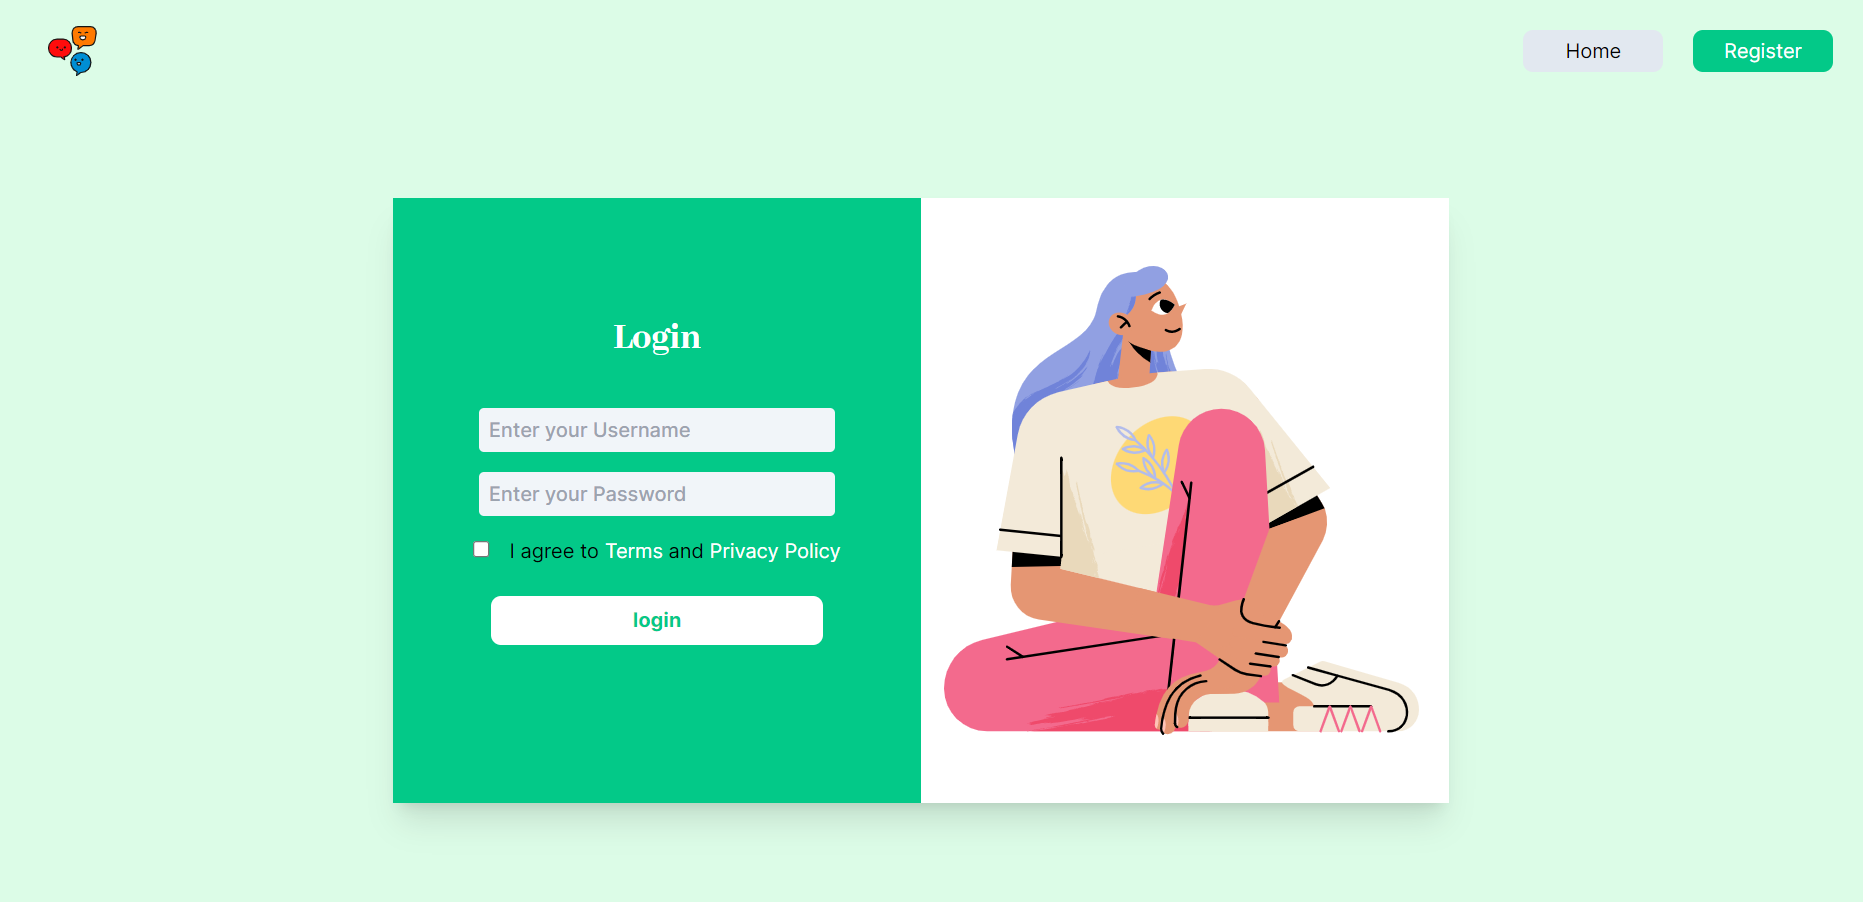 Home
Register
Login
Enter your Username
Enter your Password
I agree to Terms and Privacy Policy
login